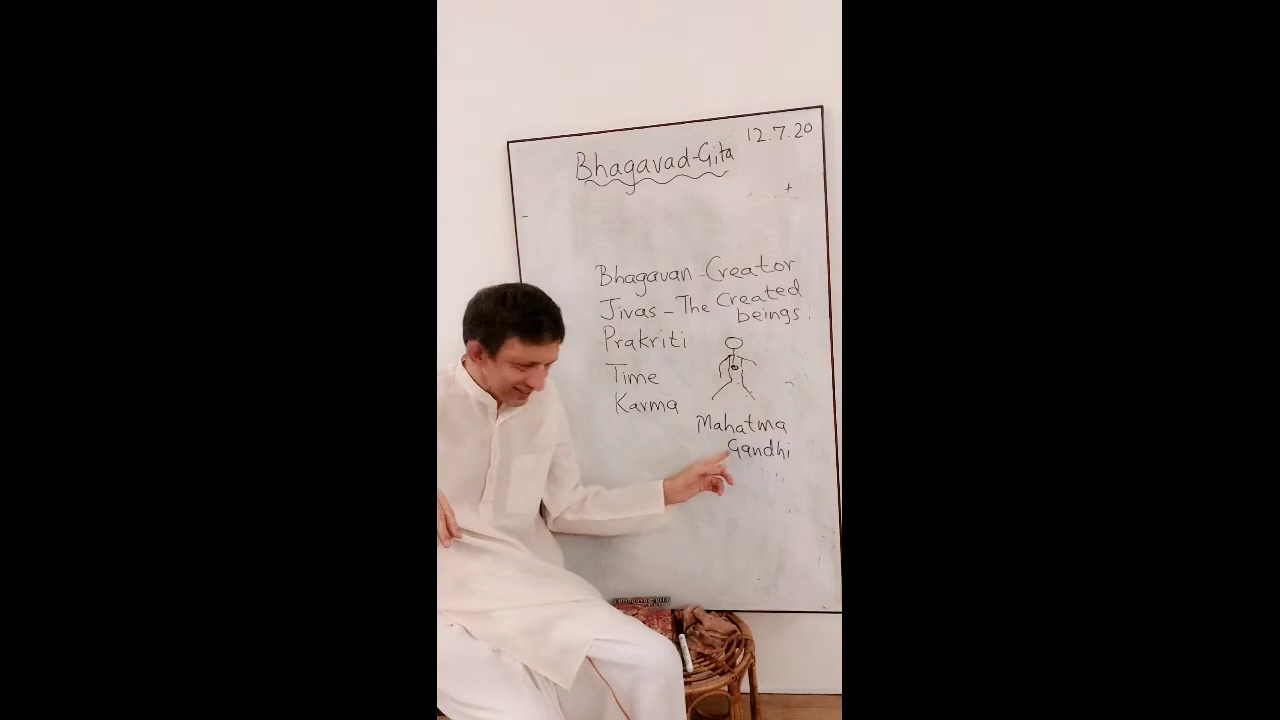 12.7.20
Bhagavad-Gita
Bhagavan - Creator
Jivas - The Created
beings.
Prakriti
Time
Karma
Mahatma
Gandhi